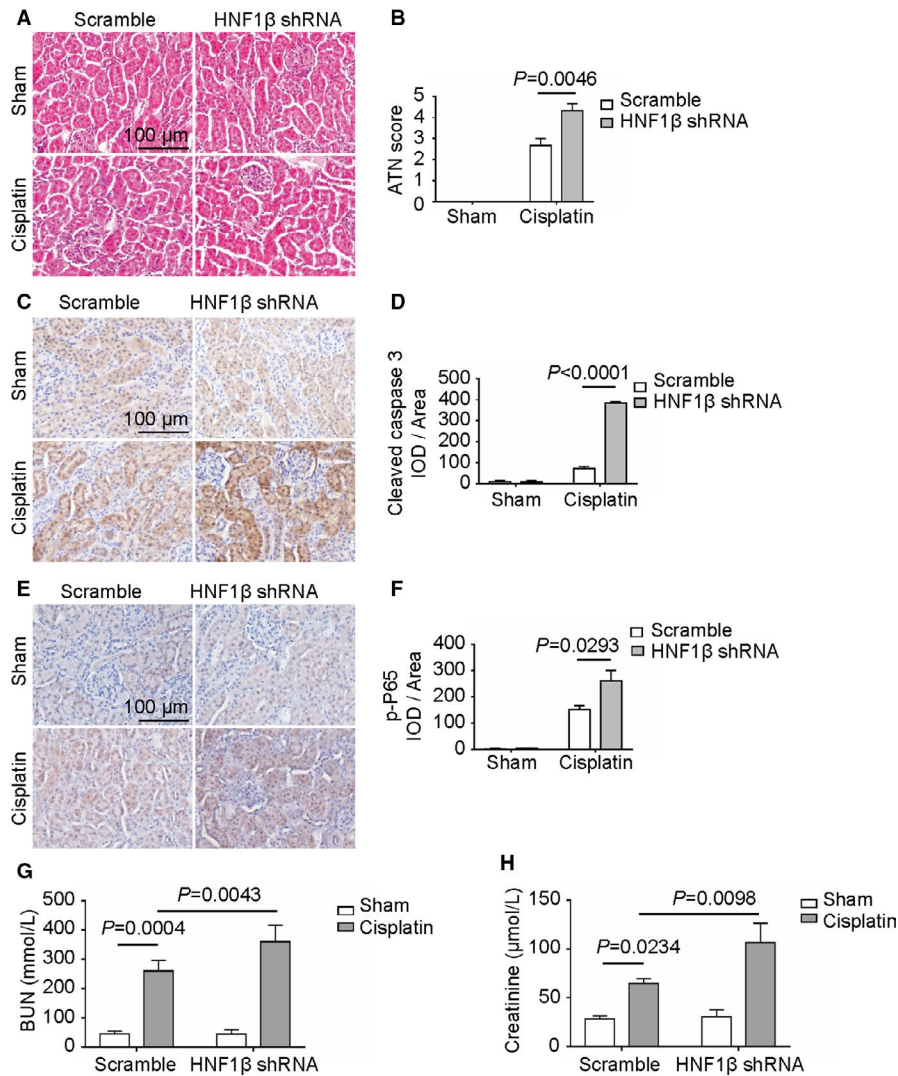 A
Scramble
HNF1β shRNA
Sham
100 µm
Cisplatin
B
P=0.0046
Scramble
HNF1β shRNA
ATN score
5
4
3
2
1
0
Sham
Cisplatin
C
Scramble
HNF1β shRNA
Sham
100 µm
Cisplatin
D
P<0.0001
Scramble
HNF1β shRNA
Cleaved caspase 3
IOD / Area
500
400
300
200
100
0
Sham
Cisplatin
E
Scramble
HNF1β shRNA
Sham
100 µm
Cisplatin
F
Scramble
HNF1β shRNA
P=0.0293
p-P65
IOD / Area
400
300
200
100
0
Sham
Cisplatin
G
P=0.0043
P=0.0004
Sham
Cisplatin
BUN (mmol/L)
500
400
300
200
100
0
Scramble
HNF1β shRNA
H
P=0.0098
P=0.0234
Sham
Cisplatin
Creatinine (µmol/L)
150
100
50
0
Scramble
HNF1β shRNA